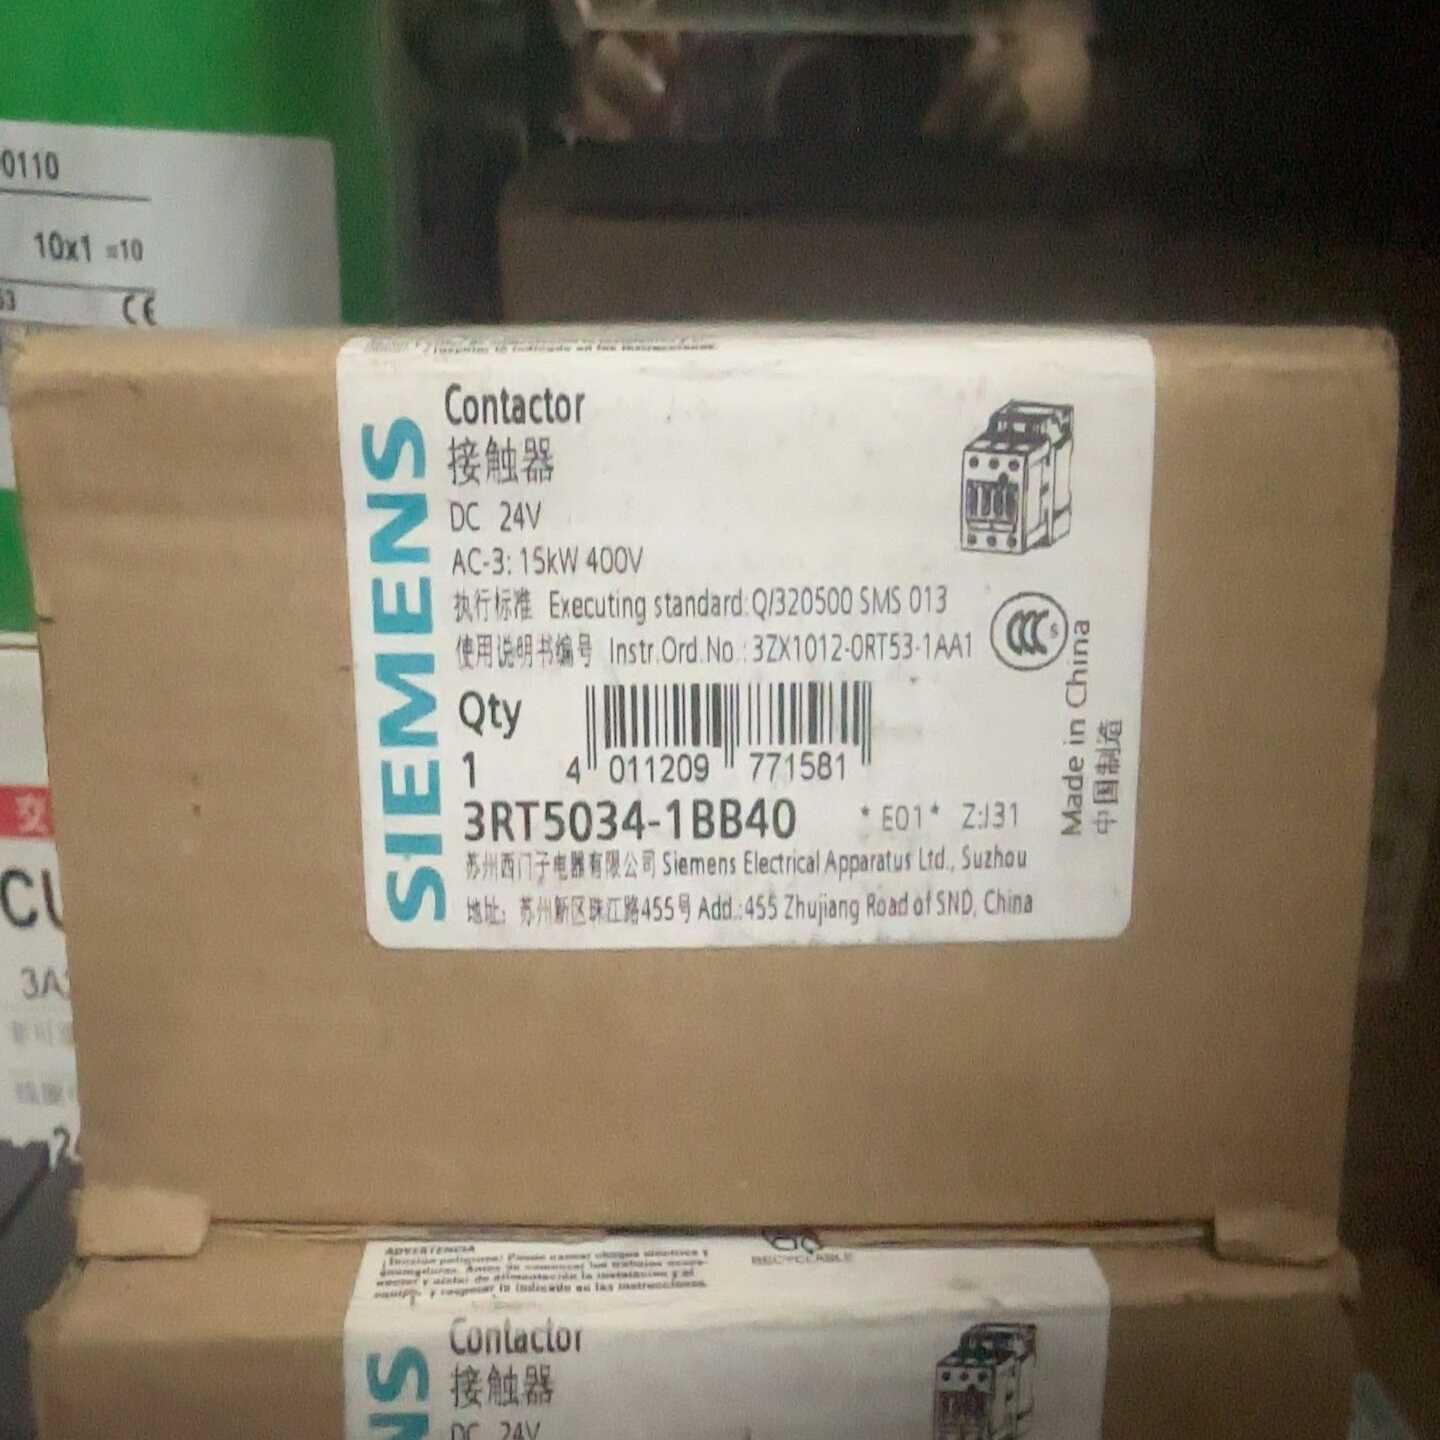 0110
10x1 =10
CE
SIEMENS
Contactor
接触器
DC 24V
AC-3: 15kW 400V
执行标准 Executing standard:Q/320500 SMS 013
使用说明书编号 Instr.Ord.No.: 3ZX1012-0RT53-1AA1
CCC S
Made in China
中国制造
Qty
1
4 011209 771581
3RT5034-1BB40 *E01* Z:J31
苏州西门子电器有限公司 Siemens Electrical Apparatus Ltd., Suzhou
地址: 苏州新区珠江路455号 Add.:455 Zhujiang Road of SND, China
CU
3A
ADVERTENCIA
RECYCLEABLE
Contactor
接触器
DC 24V
NS